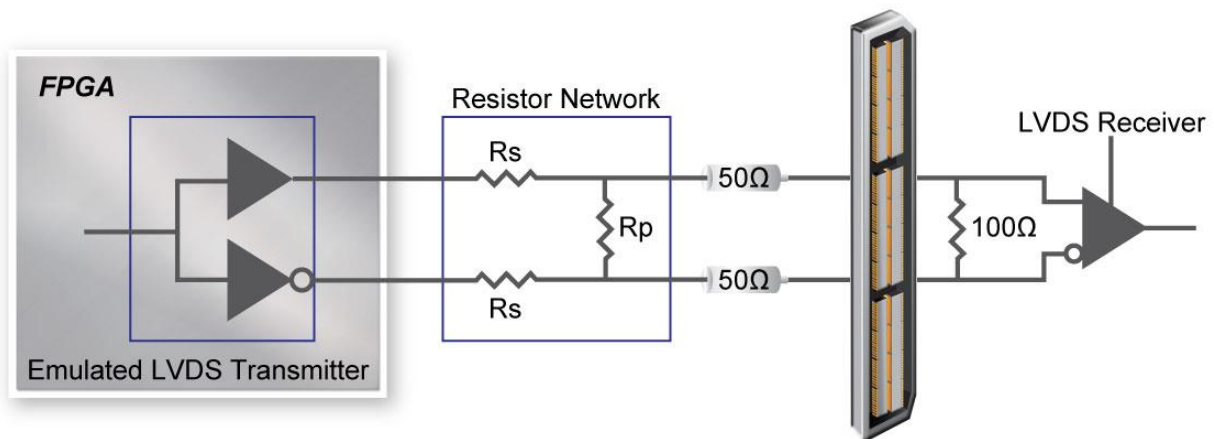 FPGA
Resistor Network
LVDS Receiver
Rs
50Ω
Rp
100Ω
50Ω
Rs
Emulated LVDS Transmitter